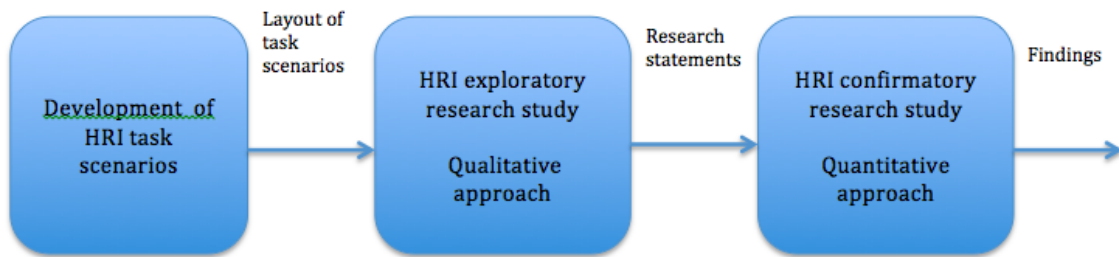 Development of
HRI task
scenarios
Layout of
task
scenarios
HRI exploratory
research study
Qualitative
approach
Research
statements
HRI confirmatory
research study
Quantitative
approach
Findings